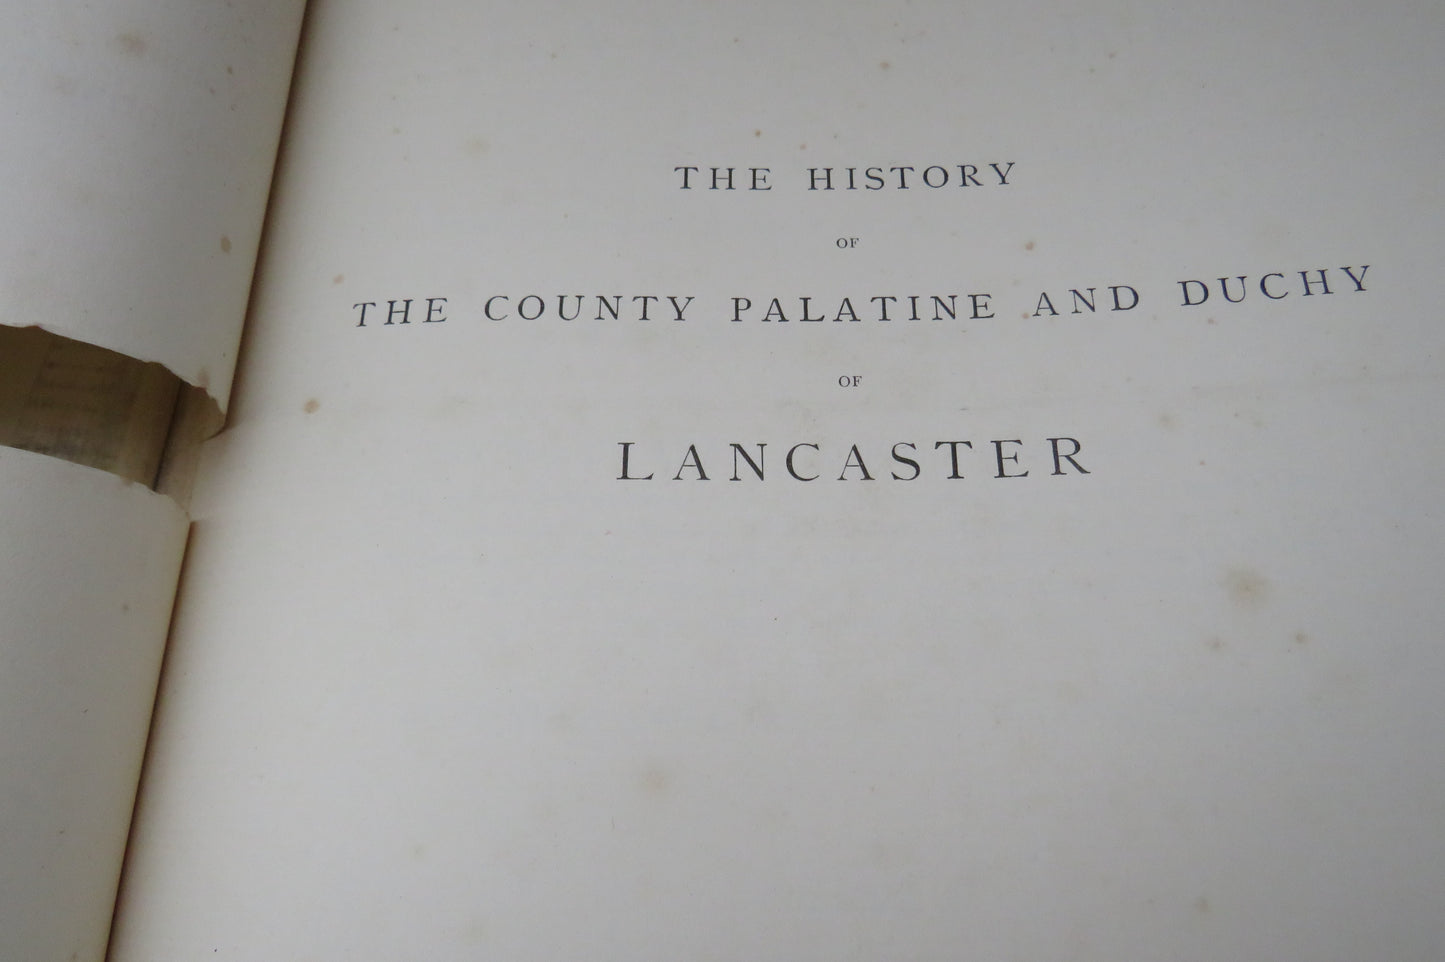 THE HISTORY
OF
THE COUNTY PALATINE AND DUCHY
OF
LANCASTER